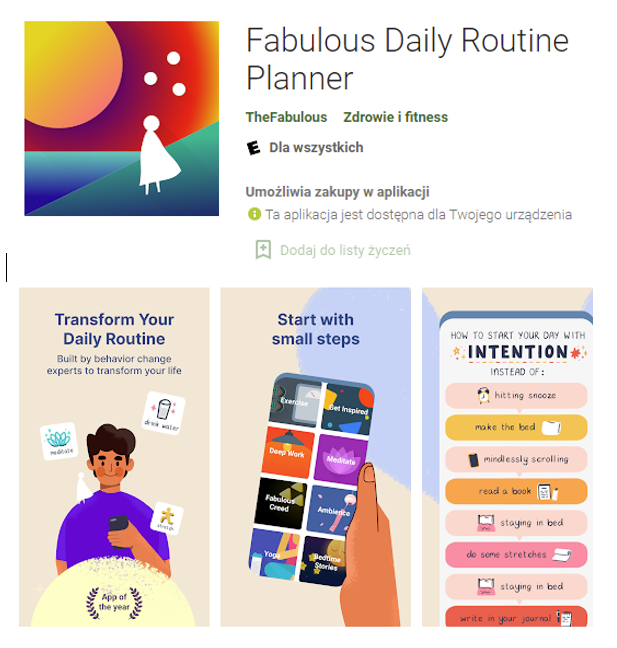 Fabulous Daily Routine
Planner
TheFabulous Zdrowie i fitness
E Dla wszystkich
Umożliwia zakupy w aplikacji
Ta aplikacja jest dostępna dla Twojego urządzenia
Dodaj do listy życzeń
Transform Your
Daily Routine
Built by behavior change
experts to transform your life
drink water
meditate
stretch
App of
the year
Start with
small steps
Exercise
Get Inspired
Deep Work
Meditate
Fabulous
Creed
Ambience
Yoga
Bedtime
Stories
HOW TO START YOUR DAY WITH
INTENTION
INSTEAD OF:
hitting snooze
make the bed
mindlessly scrolling
read a book
staying in bed
do some stretches
staying in bed
write in your journal